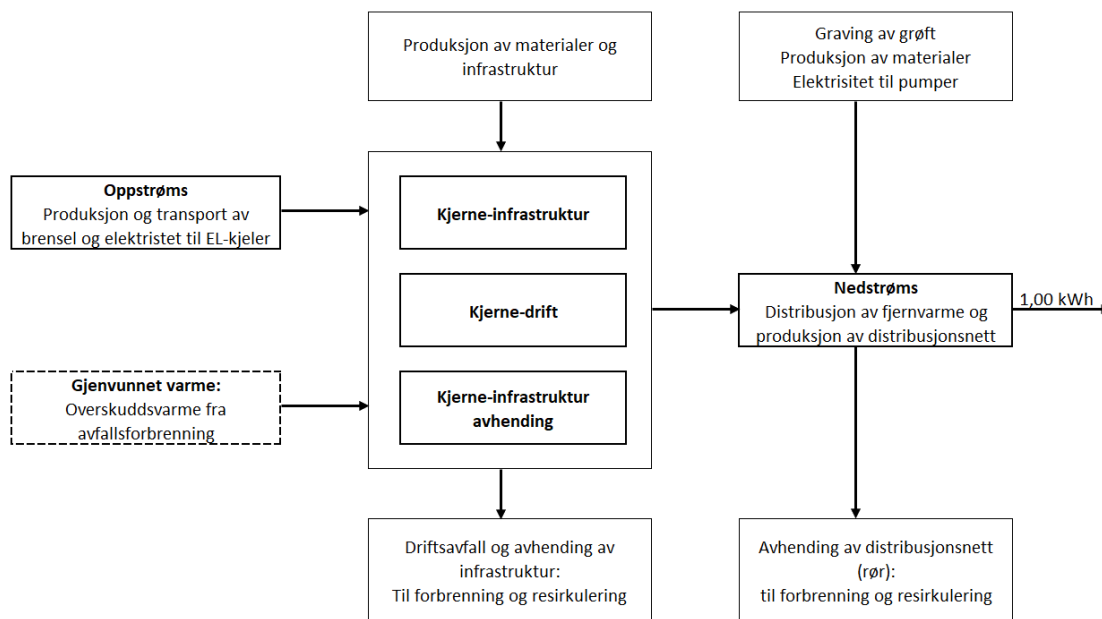 Produksjon av materialer og
infrastruktur
Graving av grøft
Produksjon av materialer
Elektrisitet til pumper
Oppstrøms
Produksjon og transport av
brensel og elektristet til EL-kjeler
Kjerne-infrastruktur
Kjerne-drift
Nedstrøms
Distribusjon av fjernvarme og
produksjon av distribusjonsnett
1,00 kWh
Gjenvunnet varme:
Overskuddsvarme fra
avfallsforbrenning
Kjerne-infrastruktur
avhending
Driftsavfall og avhending av
infrastruktur:
Til forbrenning og resirkulering
Avhending av distribusjonsnett
(rør):
til forbrenning og resirkulering